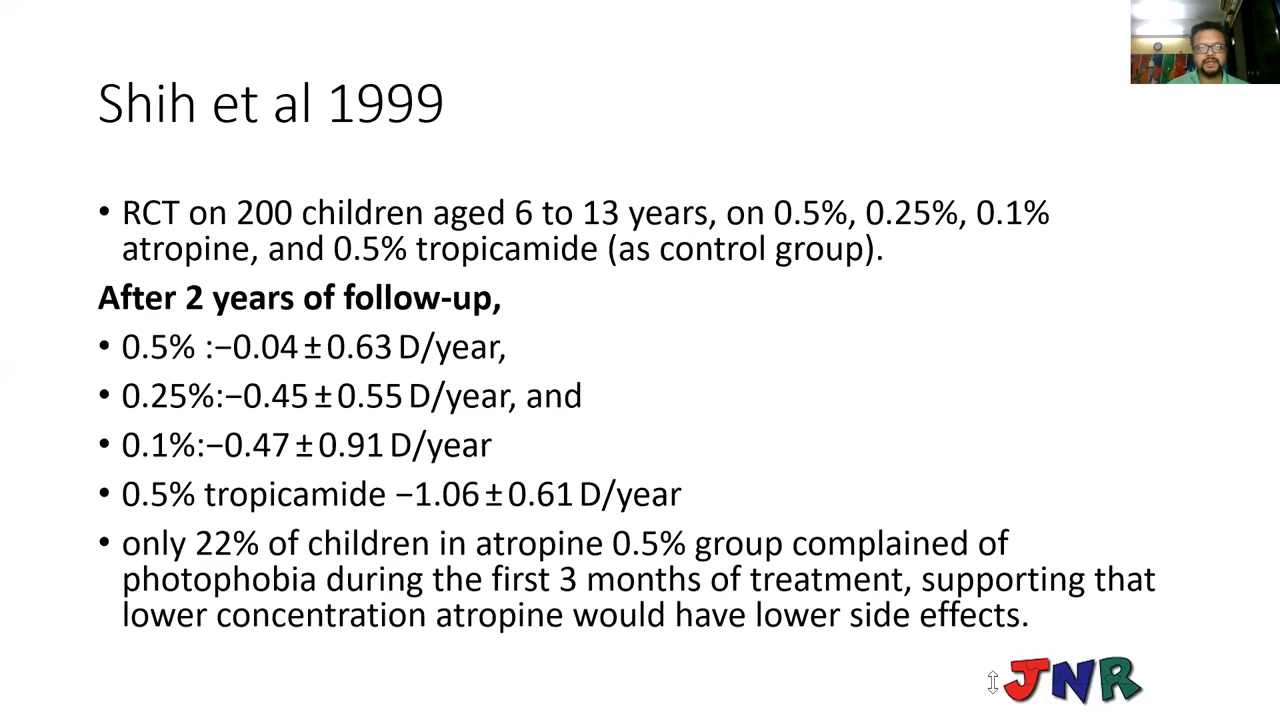 Shih et al 1999
• RCT on 200 children aged 6 to 13 years, on 0.5%, 0.25%, 0.1%
atropine, and 0.5% tropicamide (as control group).
After 2 years of follow-up,
• 0.5% :−0.04 ± 0.63 D/year,
• 0.25%:−0.45 ± 0.55 D/year, and
• 0.1%:−0.47 ± 0.91 D/year
• 0.5% tropicamide −1.06 ± 0.61 D/year
• only 22% of children in atropine 0.5% group complained of
photophobia during the first 3 months of treatment, supporting that
lower concentration atropine would have lower side effects.
JNR